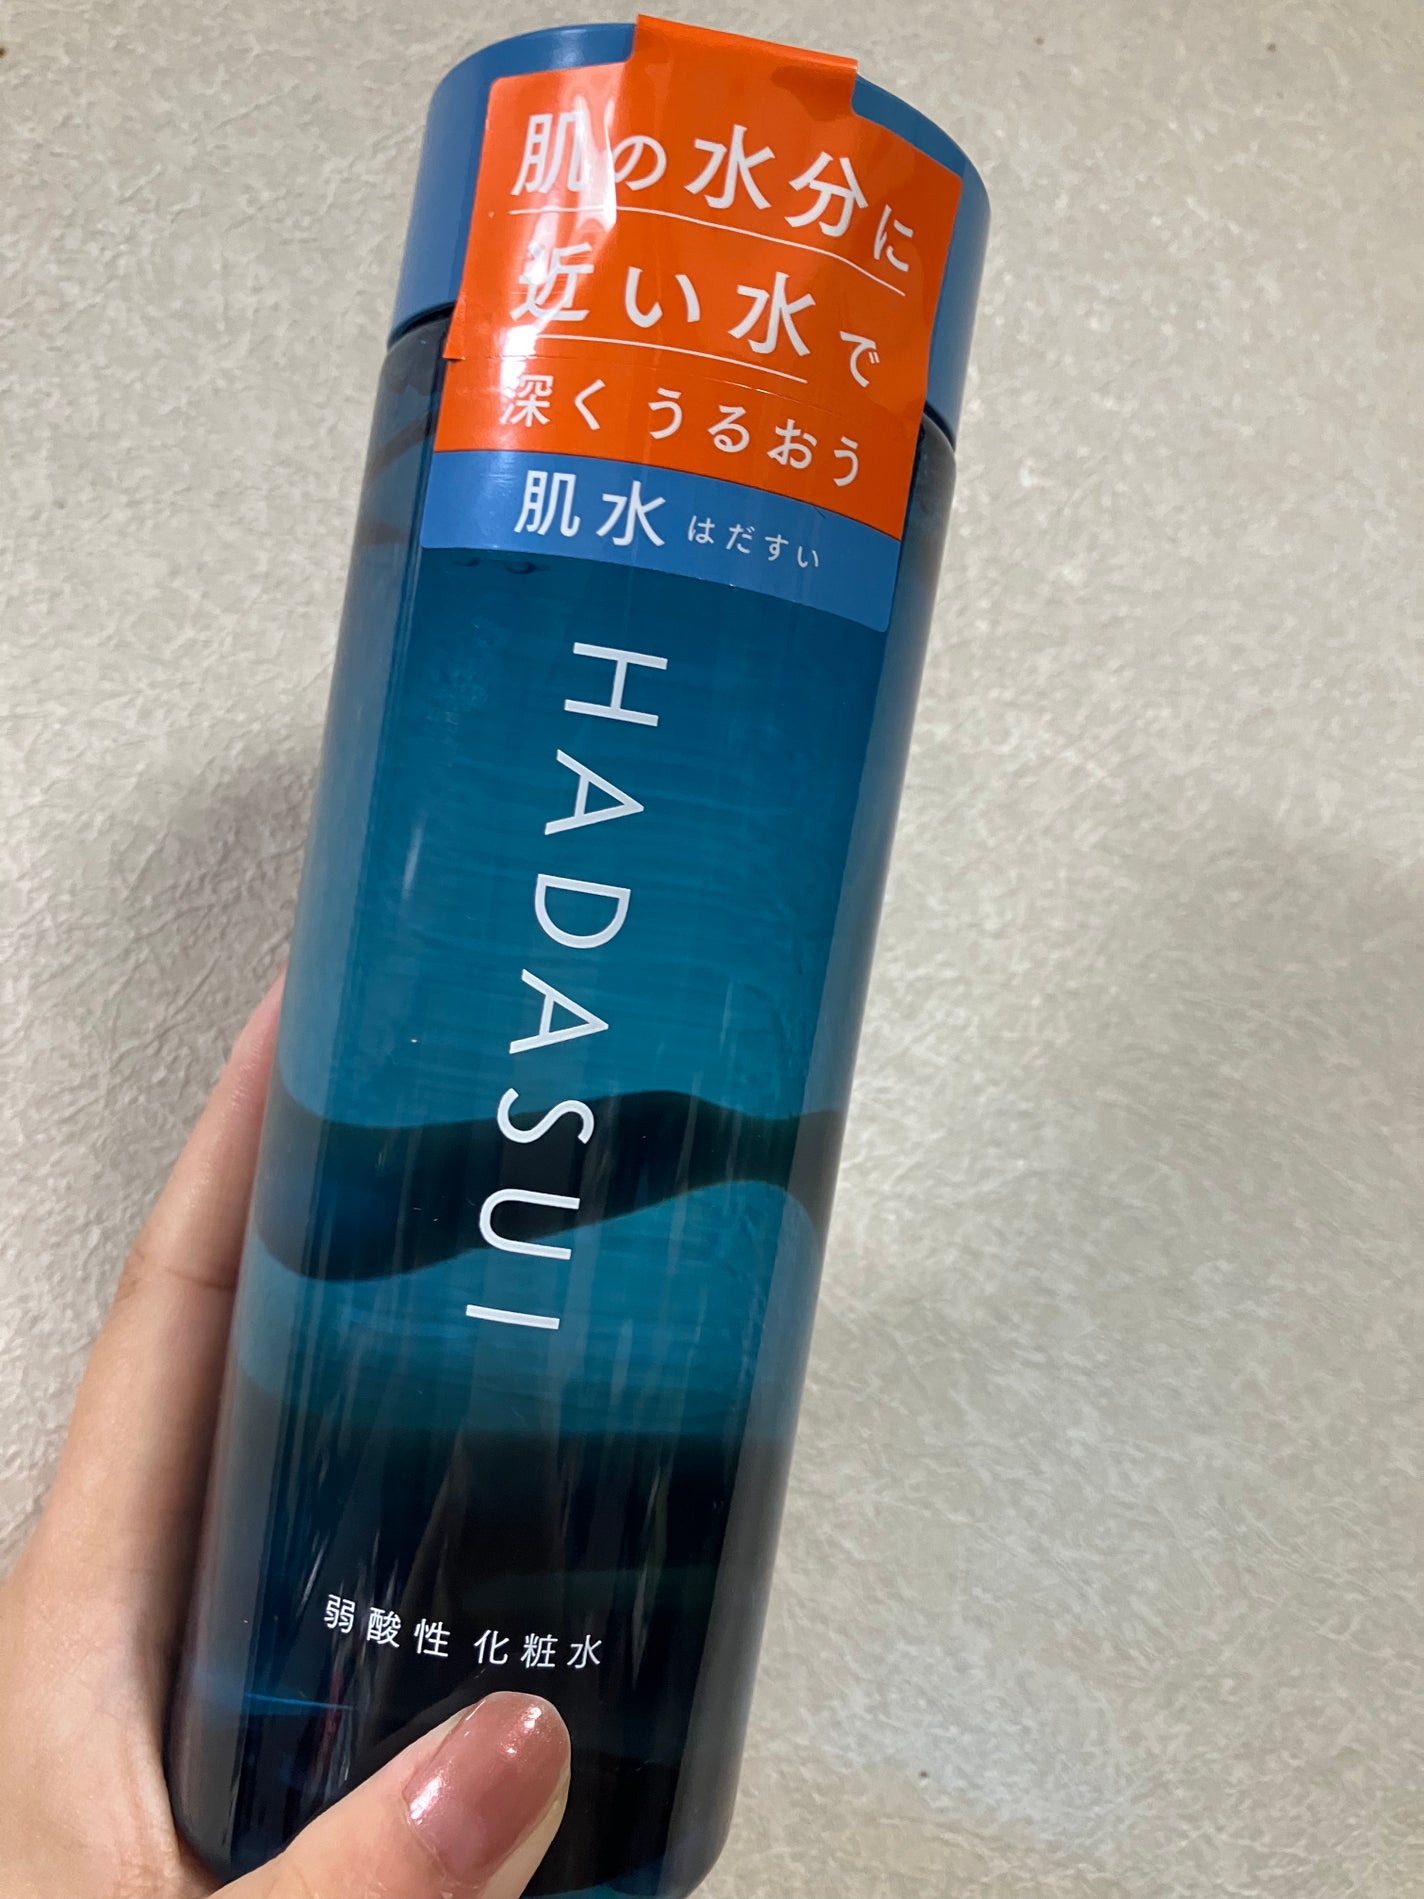 肌の水分に
近い水で
深くうるおう
肌水 はだすい
HADASUI
弱酸性 化粧水